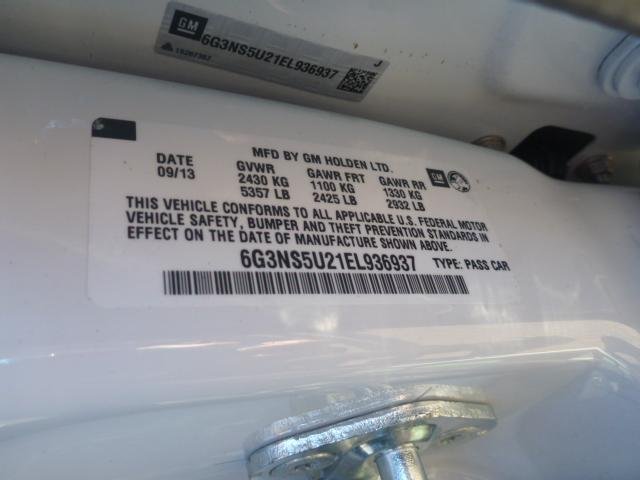 GM
6G3NS5U21EL936937
J
MFD BY GM HOLDEN LTD.
DATE GVWR GAWR FRT GAWR RR GM
09/13 2430 KG 1100 KG 1330 KG
5357 LB 2425 LB 2932 LB
THIS VEHICLE CONFORMS TO ALL APPLICABLE U.S. FEDERAL MOTOR
VEHICLE SAFETY, BUMPER AND THEFT PREVENTION STANDARDS IN
EFFECT ON THE DATE OF MANUFACTURE SHOWN ABOVE.
6G3NS5U21EL936937 TYPE: PASS CAR